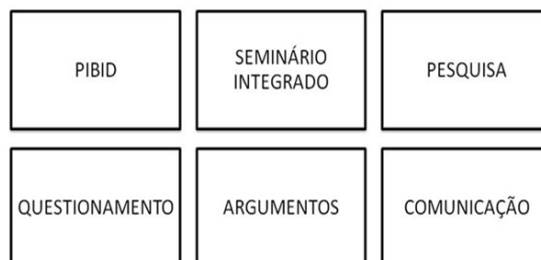 PIBID
SEMINÁRIO
INTEGRADO
PESQUISA
QUESTIONAMENTO
ARGUMENTOS
COMUNICAÇÃO